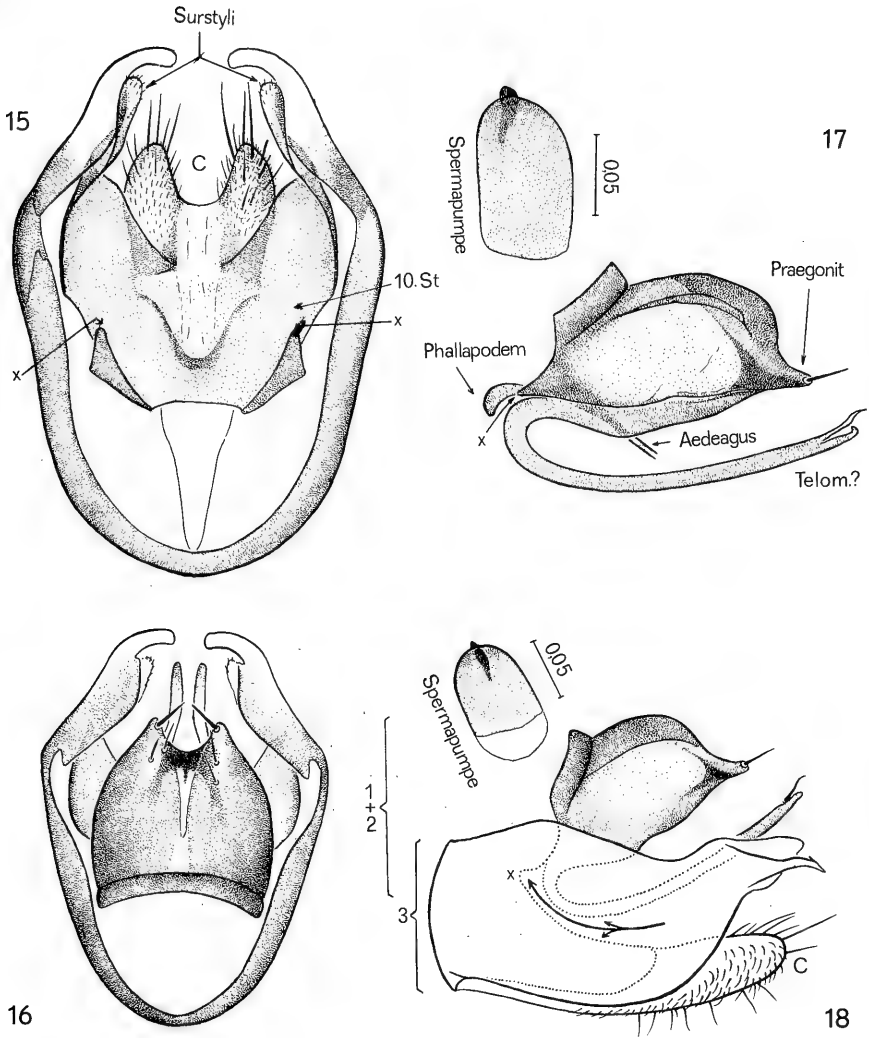 Surstyli
15
C
10.St
x
x
17
Spermapumpe
0.05
Praegonit
Phallapodem
x
Aedeagus
Telom.?
16
1
+
2
3
18
Spermapumpe
0.05
x
C